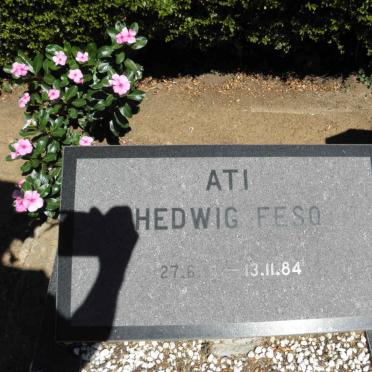 ATI
HEDWIG FESQ
27.6 - 13.11.84